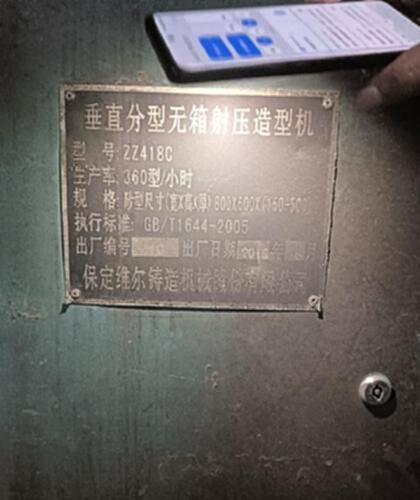 垂直分型无箱射压造型机
型 号:ZZ418C
生产率:360型/小时
规 格:砂型尺寸(宽X高X厚)800X600X(150-500)
执行标准:GB/T1644-2005
出厂编号 出厂日期 年 月
保定维尔铸造机械股份有限公司